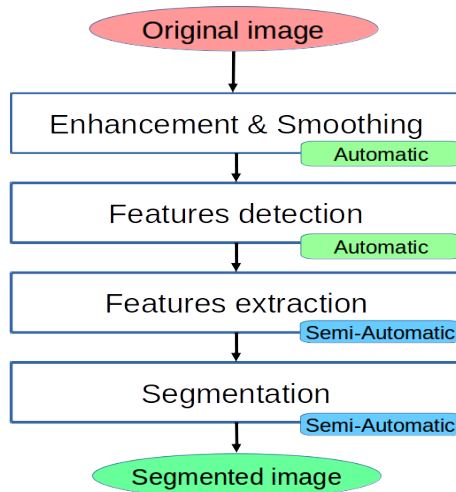 Original image
Enhancement & Smoothing
Automatic
Features detection
Automatic
Features extraction
Semi-Automatic
Segmentation
Semi-Automatic
Segmented image